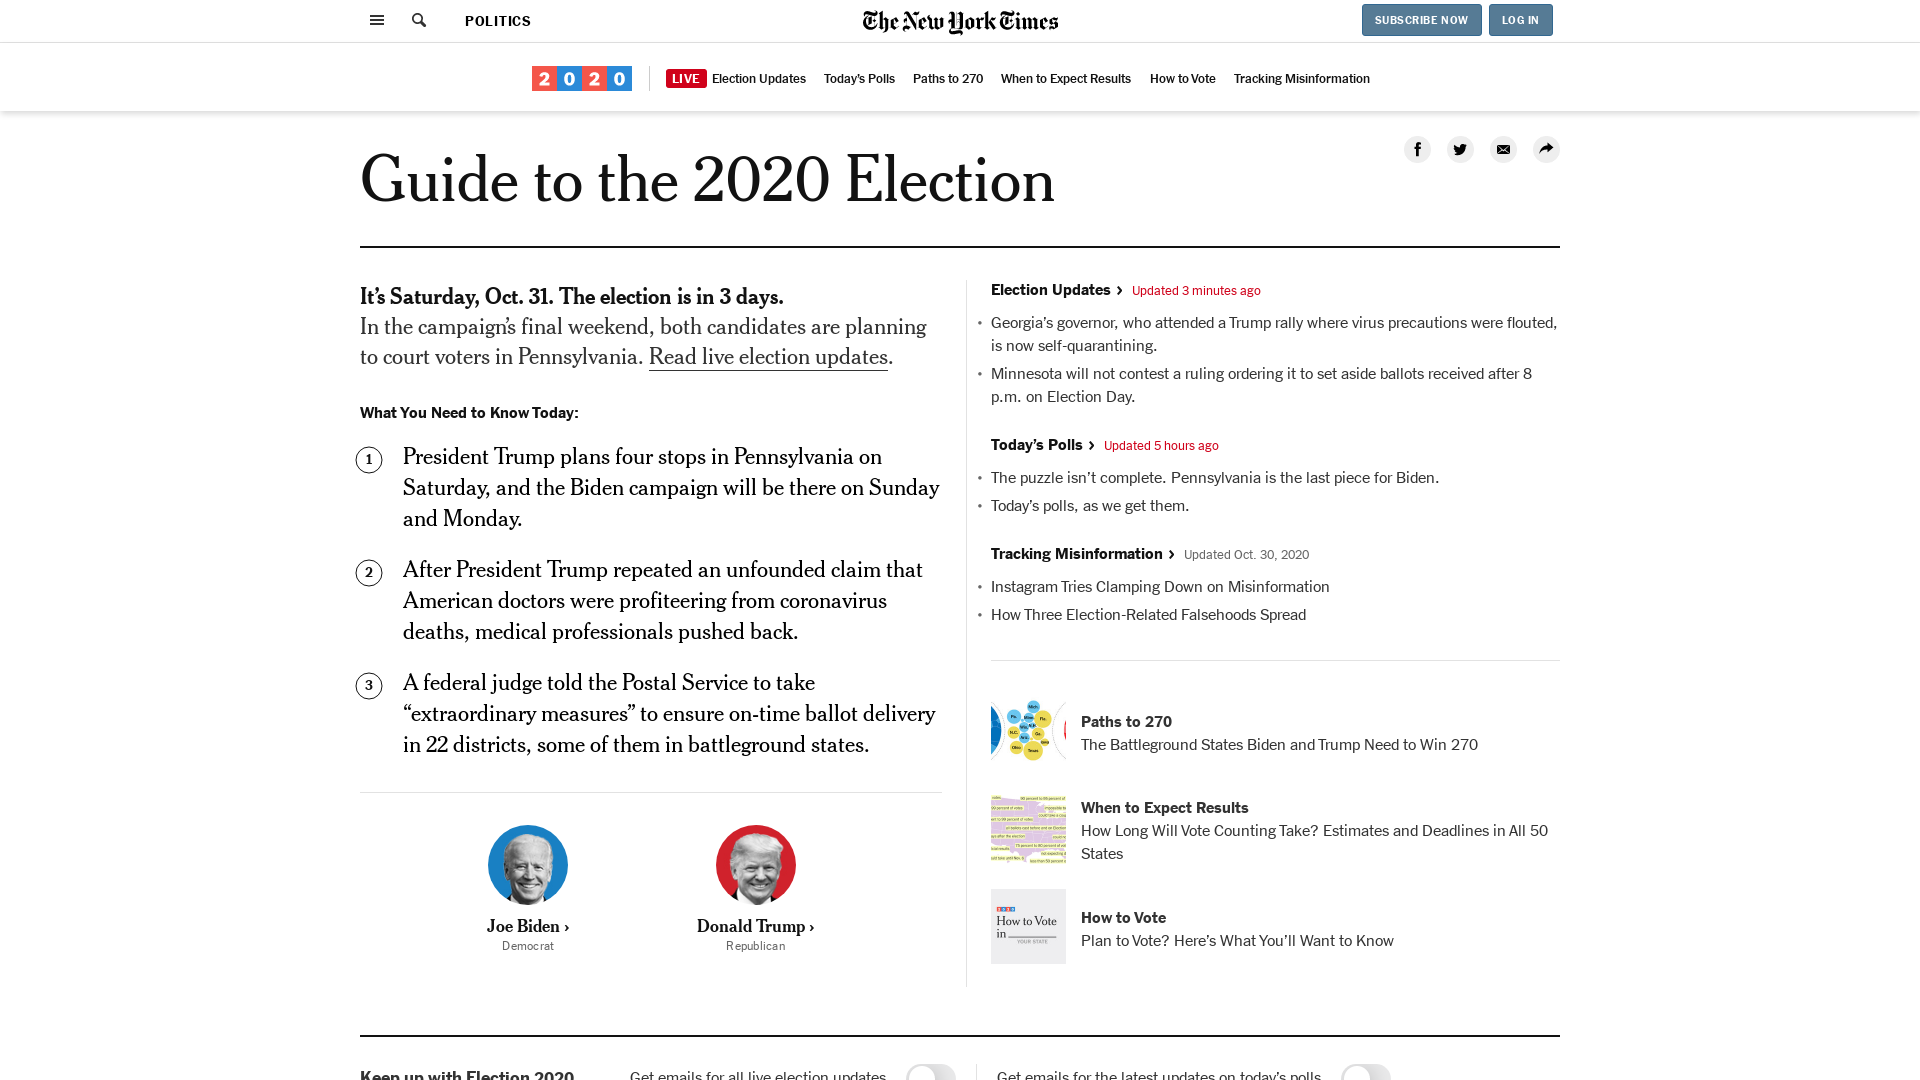 POLITICS
The New York Times
SUBSCRIBE NOW
LOG IN
2020
LIVE Election Updates
Today's Polls
Paths to 270
When to Expect Results
How to Vote
Tracking Misinformation
Guide to the 2020 Election
It's Saturday, Oct. 31. The election is in 3 days.
In the campaign's final weekend, both candidates are planning
to court voters in Pennsylvania. Read live election updates.
What You Need to Know Today:
1 President Trump plans four stops in Pennsylvania on
Saturday, and the Biden campaign will be there on Sunday
and Monday.
2 After President Trump repeated an unfounded claim that
American doctors were profiteering from coronavirus
deaths, medical professionals pushed back.
3 A federal judge told the Postal Service to take
“extraordinary measures” to ensure on-time ballot delivery
in 22 districts, some of them in battleground states.
Joe Biden ›
Democrat
Donald Trump ›
Republican
Election Updates › Updated 3 minutes ago
• Georgia's governor, who attended a Trump rally where virus precautions were flouted,
is now self-quarantining.
• Minnesota will not contest a ruling ordering it to set aside ballots received after 8
p.m. on Election Day.
Today's Polls › Updated 5 hours ago
• The puzzle isn't complete. Pennsylvania is the last piece for Biden.
• Today's polls, as we get them.
Tracking Misinformation › Updated Oct. 30, 2020
• Instagram Tries Clamping Down on Misinformation
• How Three Election-Related Falsehoods Spread
Paths to 270
The Battleground States Biden and Trump Need to Win 270
When to Expect Results
How Long Will Vote Counting Take? Estimates and Deadlines in All 50
States
How to Vote
in
YOUR STATE
How to Vote
Plan to Vote? Here's What You'll Want to Know
Keep up with Election 2020
Get emails for all live election updates
Get emails for the latest updates on today's polls